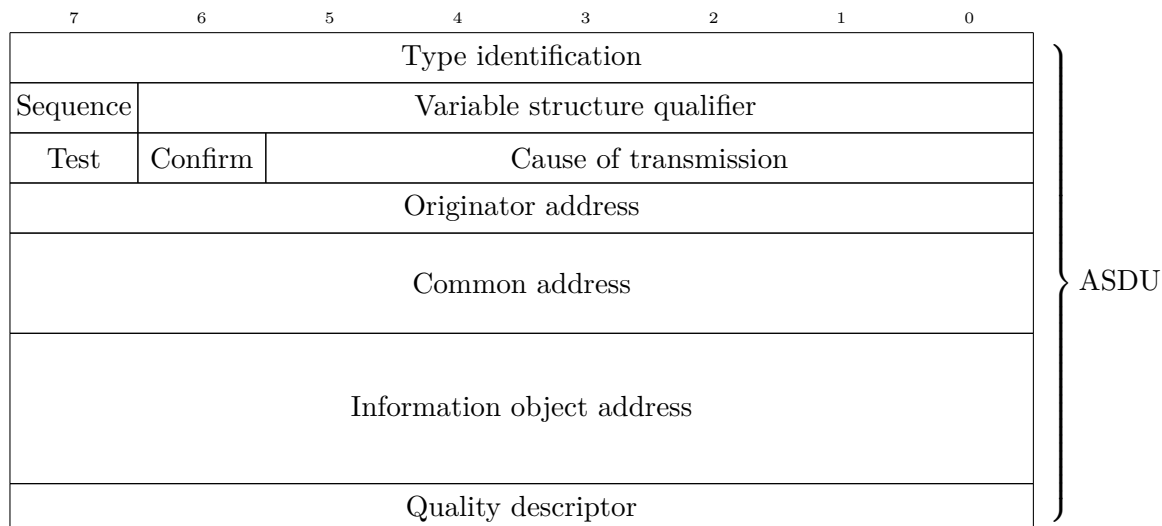 7 6 5 4 3 2 1 0
Type identification
Sequence Variable structure qualifier
Test Confirm Cause of transmission
Originator address
Common address
ASDU
Information object address
Quality descriptor